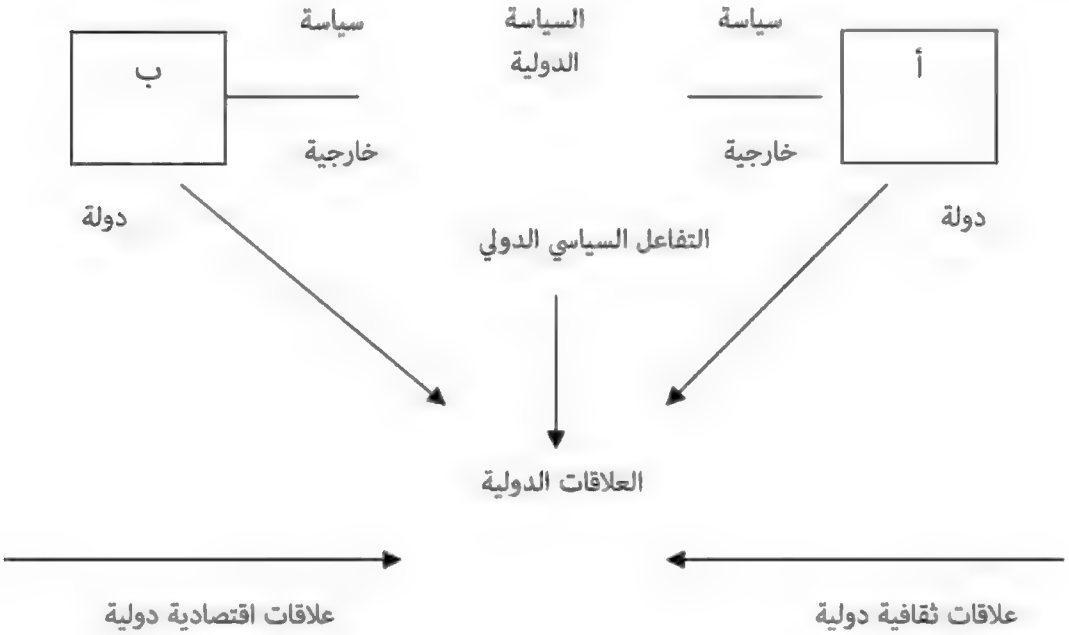 سياسة
السياسة
سياسة
أ
الدولية
ب
خارجية
خارجية
دولة
دولة
التفاعل السياسي الدولي
العلاقات الدولية
علاقات ثقافية دولية
علاقات اقتصادية دولية